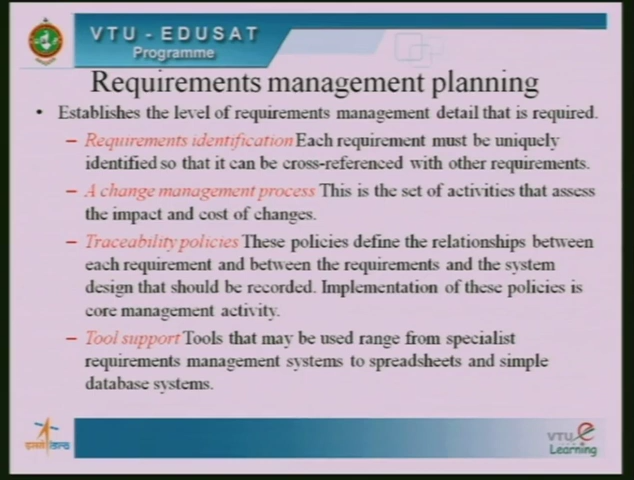 VTU - EDUSAT
Programme
Requirements management planning
• Establishes the level of requirements management detail that is required.
– Requirements identification Each requirement must be uniquely
identified so that it can be cross-referenced with other requirements.
– A change management process This is the set of activities that assess
the impact and cost of changes.
– Traceability policies These policies define the relationships between
each requirement and between the requirements and the system
design that should be recorded. Implementation of these policies is
core management activity.
– Tool support Tools that may be used range from specialist
requirements management systems to spreadsheets and simple
database systems.
VTU e
Learning